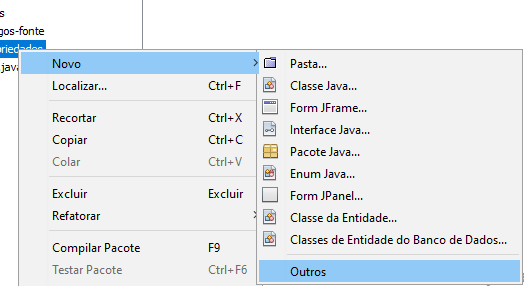 s
gos-fonte
priedades
.java
Novo
Localizar... Ctrl+F
Recortar Ctrl+X
Copiar Ctrl+C
Colar Ctrl+V
Excluir Excluir
Refatorar
Compilar Pacote F9
Testar Pacote Ctrl+F6
Pasta...
Classe Java...
Form JFrame...
Interface Java...
Pacote Java...
Enum Java...
Form JPanel...
Classe da Entidade...
Classes de Entidade do Banco de Dados...
Outros